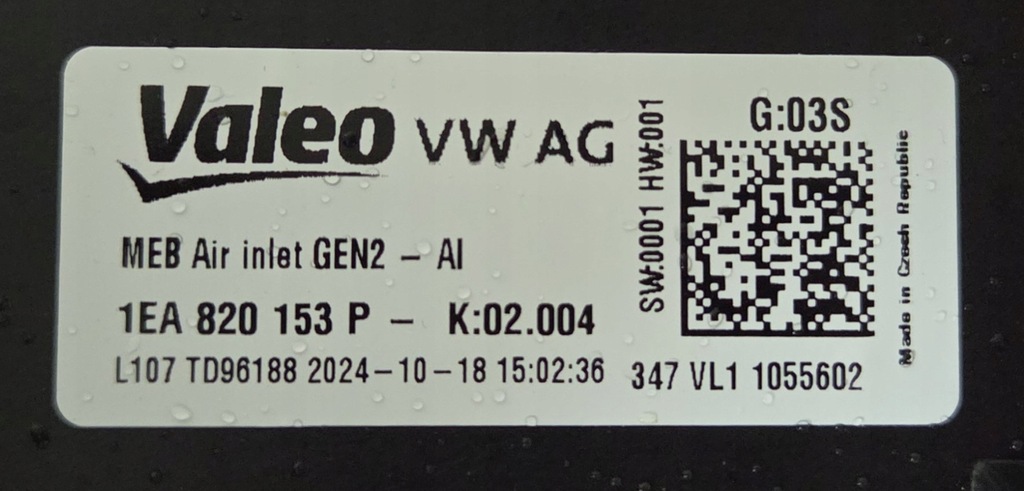 Valeo VW AG
MEB Air inlet GEN2 – AI
1EA 820 153 P – K:02.004
L107 TD96188 2024-10-18 15:02:36
SW:0001 HW:001
G:03S
347 VL1 1055602
Made in Czech Republic